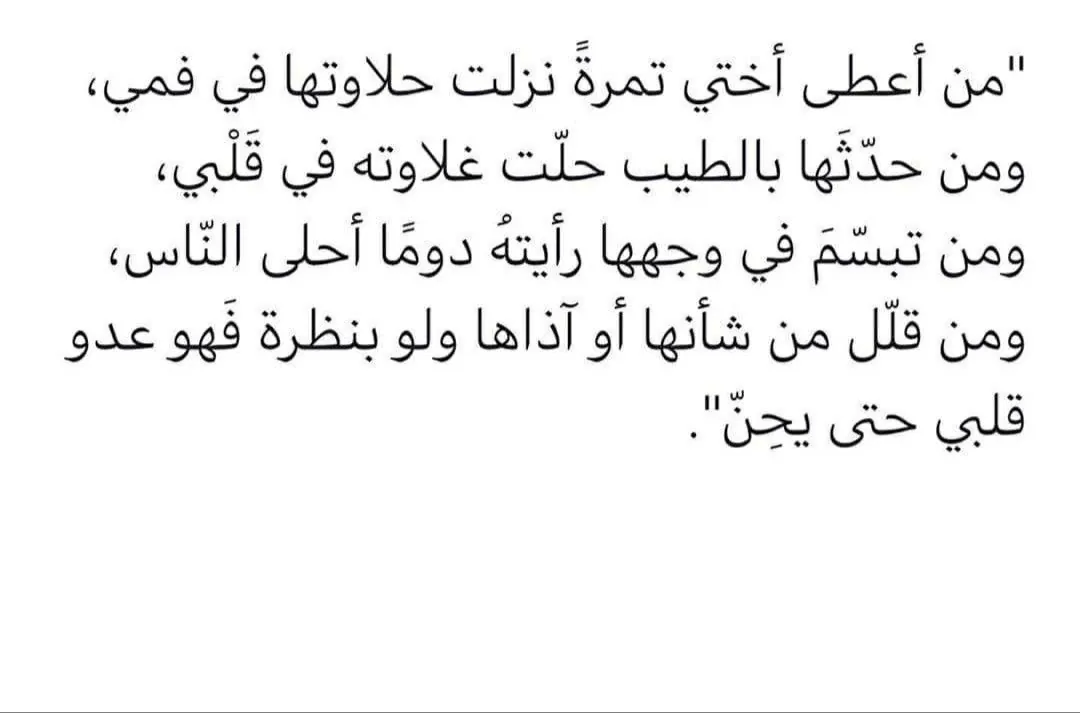 "من أعطى أختي تمرةً نزلت حلاوتها في فمي،
ومن حدّثَها بالطيب حلّت غلاوته في قَلْبي،
ومن تبسّمَ في وجهها رأيتهُ دومًا أحلى النّاس،
ومن قلّل من شأنها أو آذاها ولو بنظرة فَهو عدو
قلبي حتى يحِنّ".